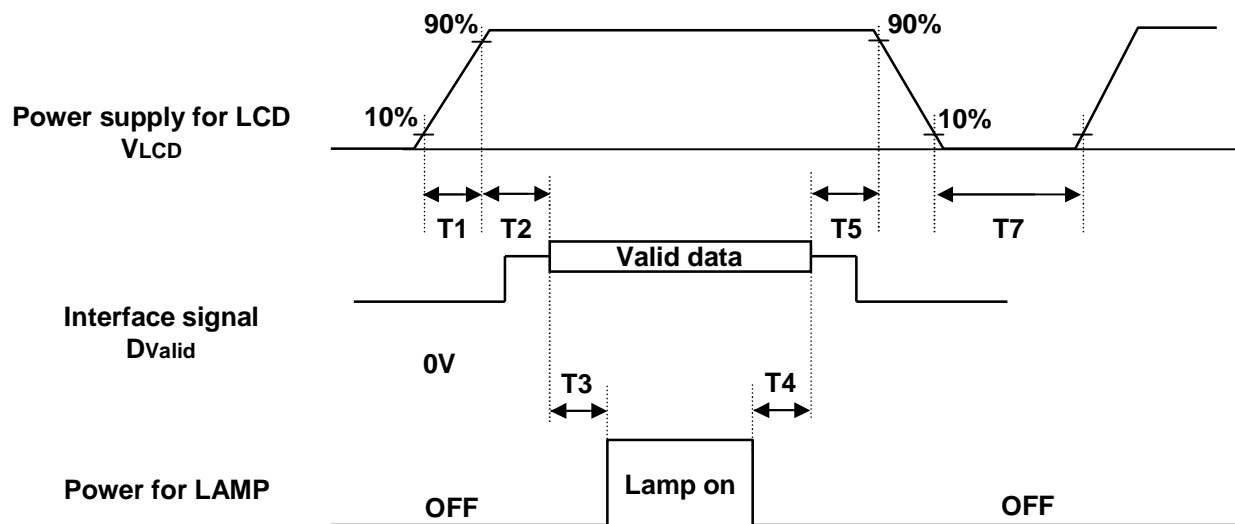 90%
90%
Power supply for LCD
VLCD
10%
10%
T1
T2
T5
T7
Valid data
Interface signal
DValid
0V
T3
T4
Power for LAMP
OFF
Lamp on
OFF